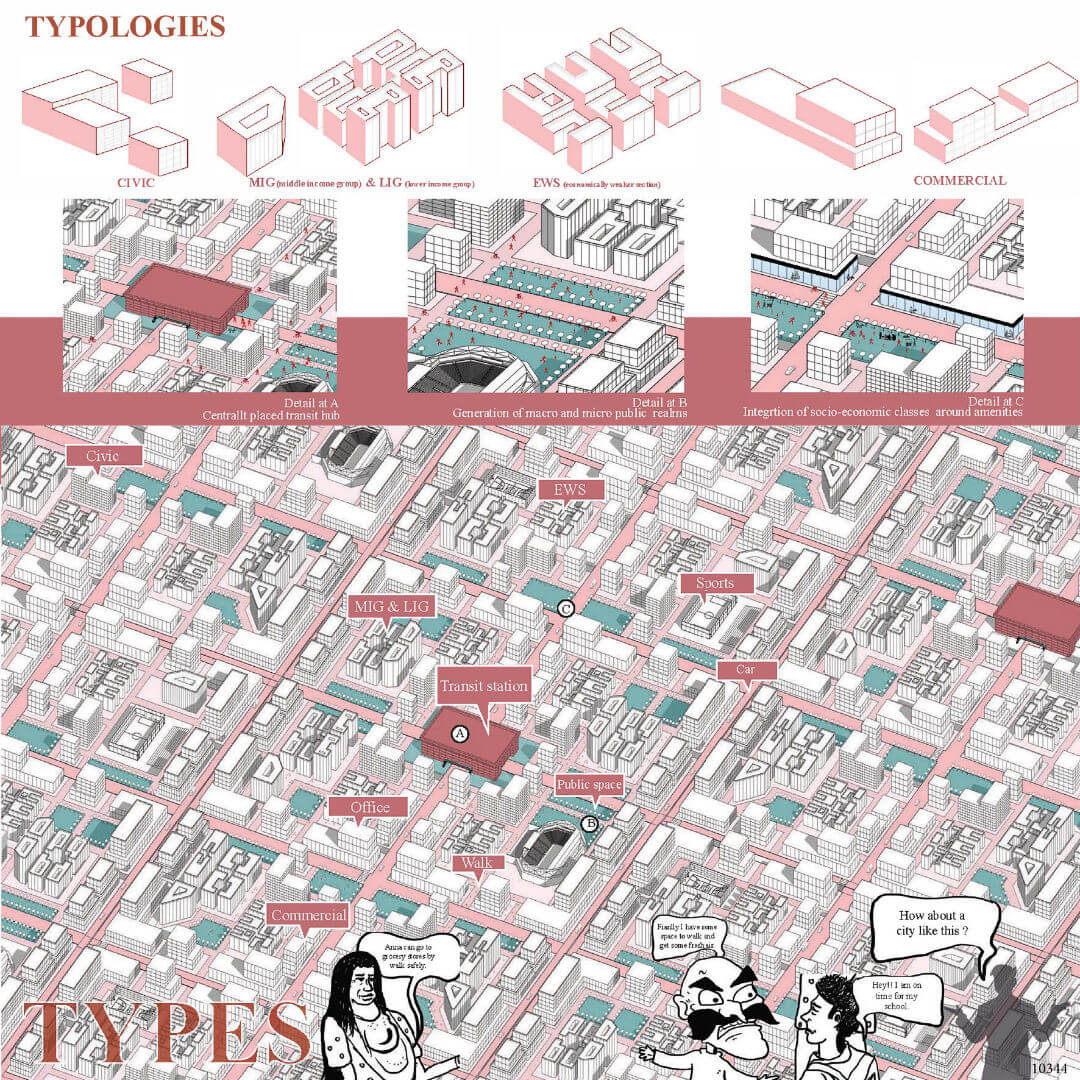 TYPOLOGIES
CIVIC
MIG (middle income group) & LIG (lower income group)
EWS (economically weaker section)
COMMERCIAL
Detail at A
Centrallt placed transit hub
Detail at B
Generation of macro and micro public realms
Detail at C
Integrtion of socio-economic classes around amenities
Civic
EWS
Sports
MIG & LIG
C
Car
Transit station
A
Public space
B
Office
Walk
Commercial
How about a
city like this ?
Finally I have some
space to walk and
get some fresh air.
Anna can go to
grocery stores by
walk safely.
Hey!! I am on
time for my
school.
TYPES
10344